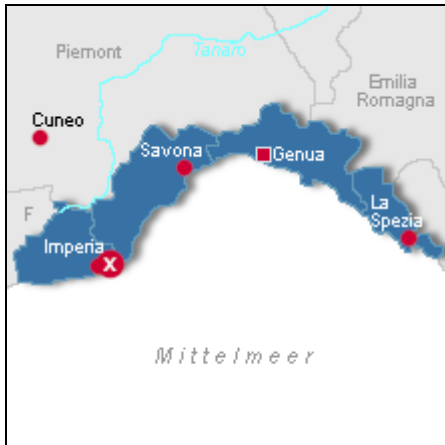 Piemont
Tanaro
Emilia
Romagna
Cuneo
Savona
Genua
F
La
Spezia
Imperia
X
Mittelmeer